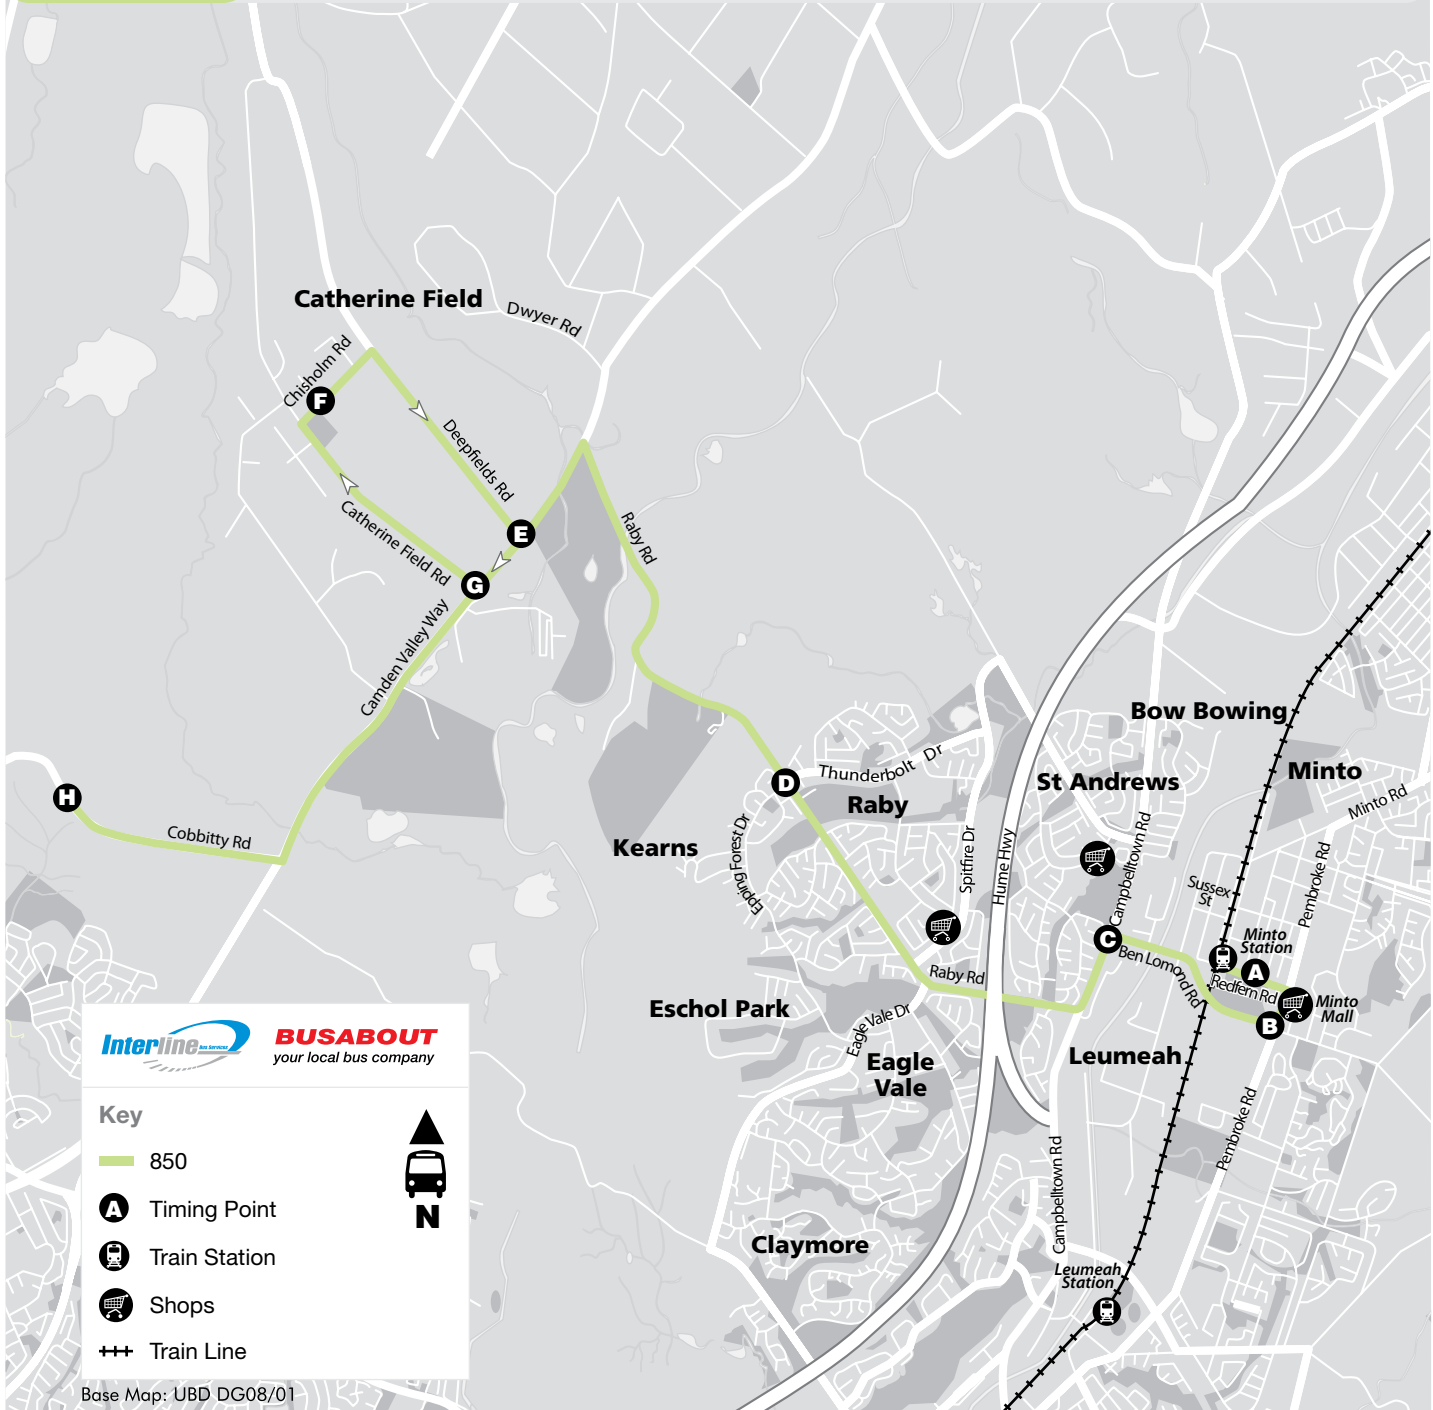 Catherine Field
Dwyer Rd
Chisholm Rd
F
Deepfields Rd
E
Catherine Field Rd
G
Raby Rd
Camden Valley Way
H
Cobbitty Rd
Bow Bowing
Minto
St Andrews
Thunderbolt Dr
D
Raby
Minto Rd
Kearns
Epping Forest Dr
Spitfire Dr
Hume Hwy
Campbelltown Rd
Pembroke Rd
Sussex
St
Minto
Station
C
Ben Lomond Rd
A
Redfern Rd
Raby Rd
Minto
Mall
B
Eschol Park
Eagle Vale Dr
Eagle
Vale
Leumeah
Pembroke Rd
Campbelltown Rd
Claymore
Leumeah
Station
Interline
Bus Services
BUSABOUT
your local bus company
Key
850
A Timing Point
Train Station
Shops
Train Line
N
Base Map: UBD DG08/01